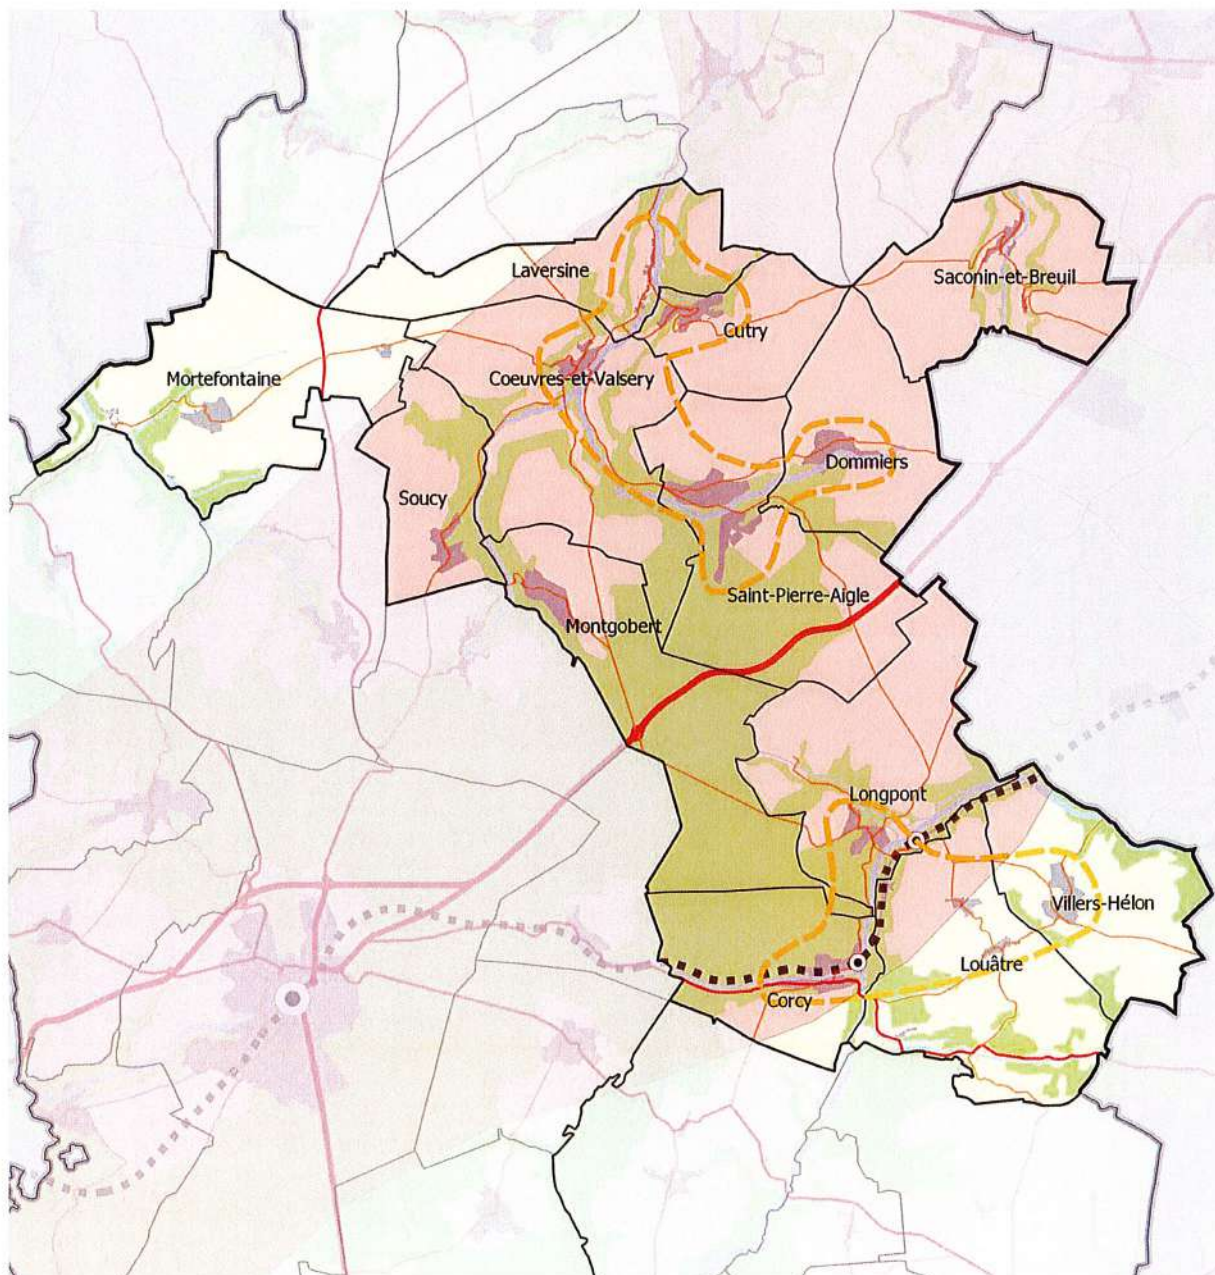 Laversine
Saconin-et-Breuil
Cutry
Mortefontaine
Coeuvres-et-Valsery
Dommiers
Soucy
Saint-Pierre-Aigle
Montgobert
Longpont
Villers-Hélon
Louâtre
Corcy